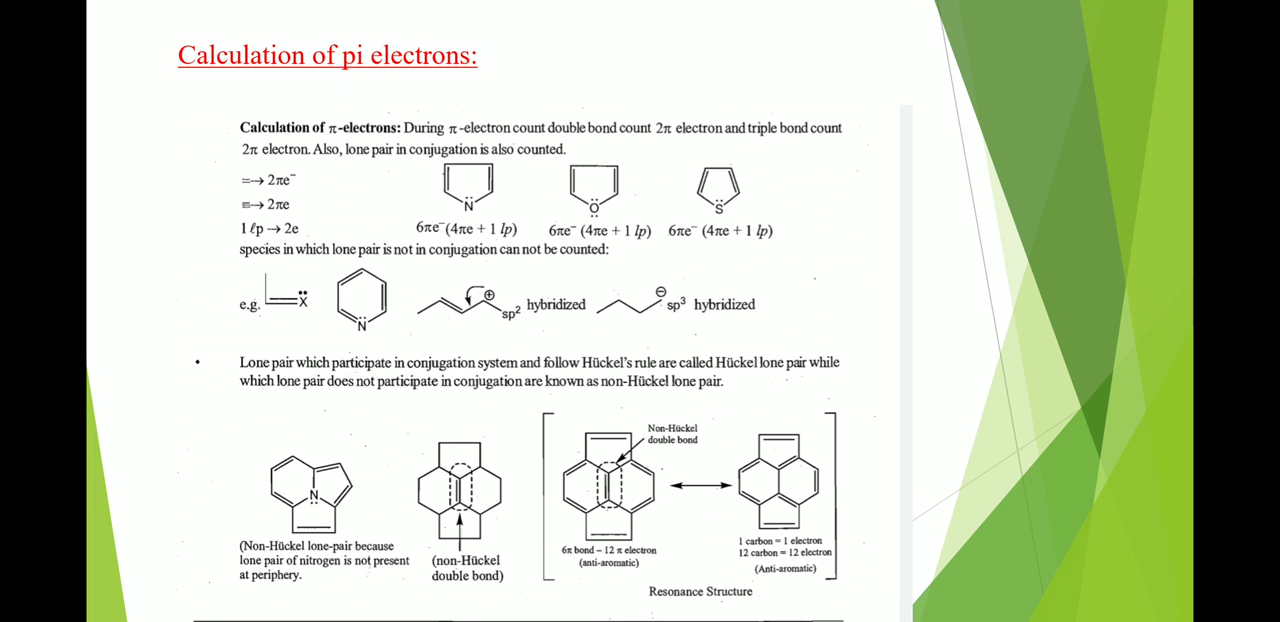 Calculation of pi electrons:
Calculation of π-electrons: During π-electron count double bond count 2π electron and triple bond count
2π electron. Also, lone pair in conjugation is also counted.
=→ 2πe⁻
≡→ 2πe
1 ℓp → 2e
N̈
Ö
S̈
6πe⁻(4πe + 1 lp) 6πe⁻ (4πe + 1 lp) 6πe⁻ (4πe + 1 lp)
species in which lone pair is not in conjugation can not be counted:
e.g.
Ẍ
N̈
⊕
sp² hybridized
⊖
sp³ hybridized
• Lone pair which participate in conjugation system and follow Hückel's rule are called Hückel lone pair while
which lone pair does not participate in conjugation are known as non-Hückel lone pair.
Non-Hückel
double bond
N
(Non-Hückel lone-pair because
lone pair of nitrogen is not present
at periphery.
(non-Hückel
double bond)
6π bond – 12 π electron
(anti-aromatic)
1 carbon = 1 electron
12 carbon = 12 electron
(Anti-aromatic)
Resonance Structure